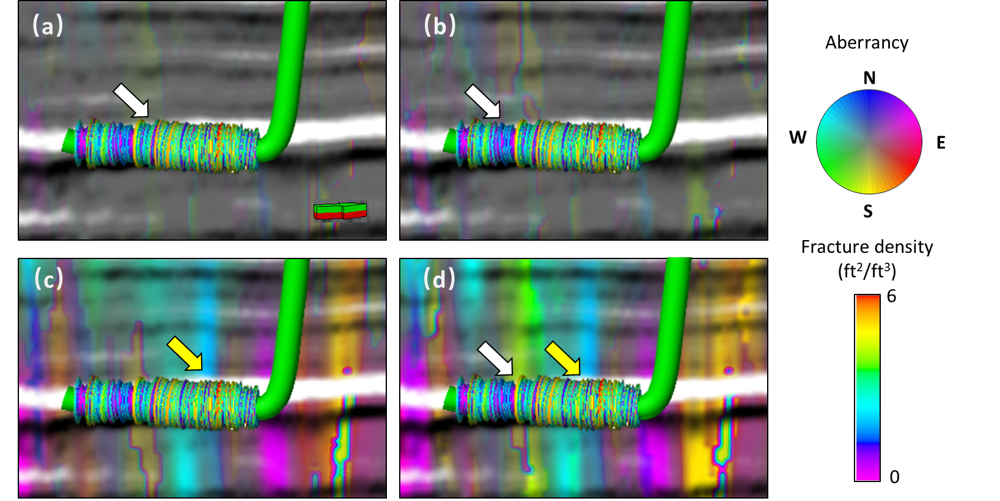 (a)
(b)
Aberrancy
N
W
E
S
(c)
(d)
Fracture density
(ft²/ft³)
6
0